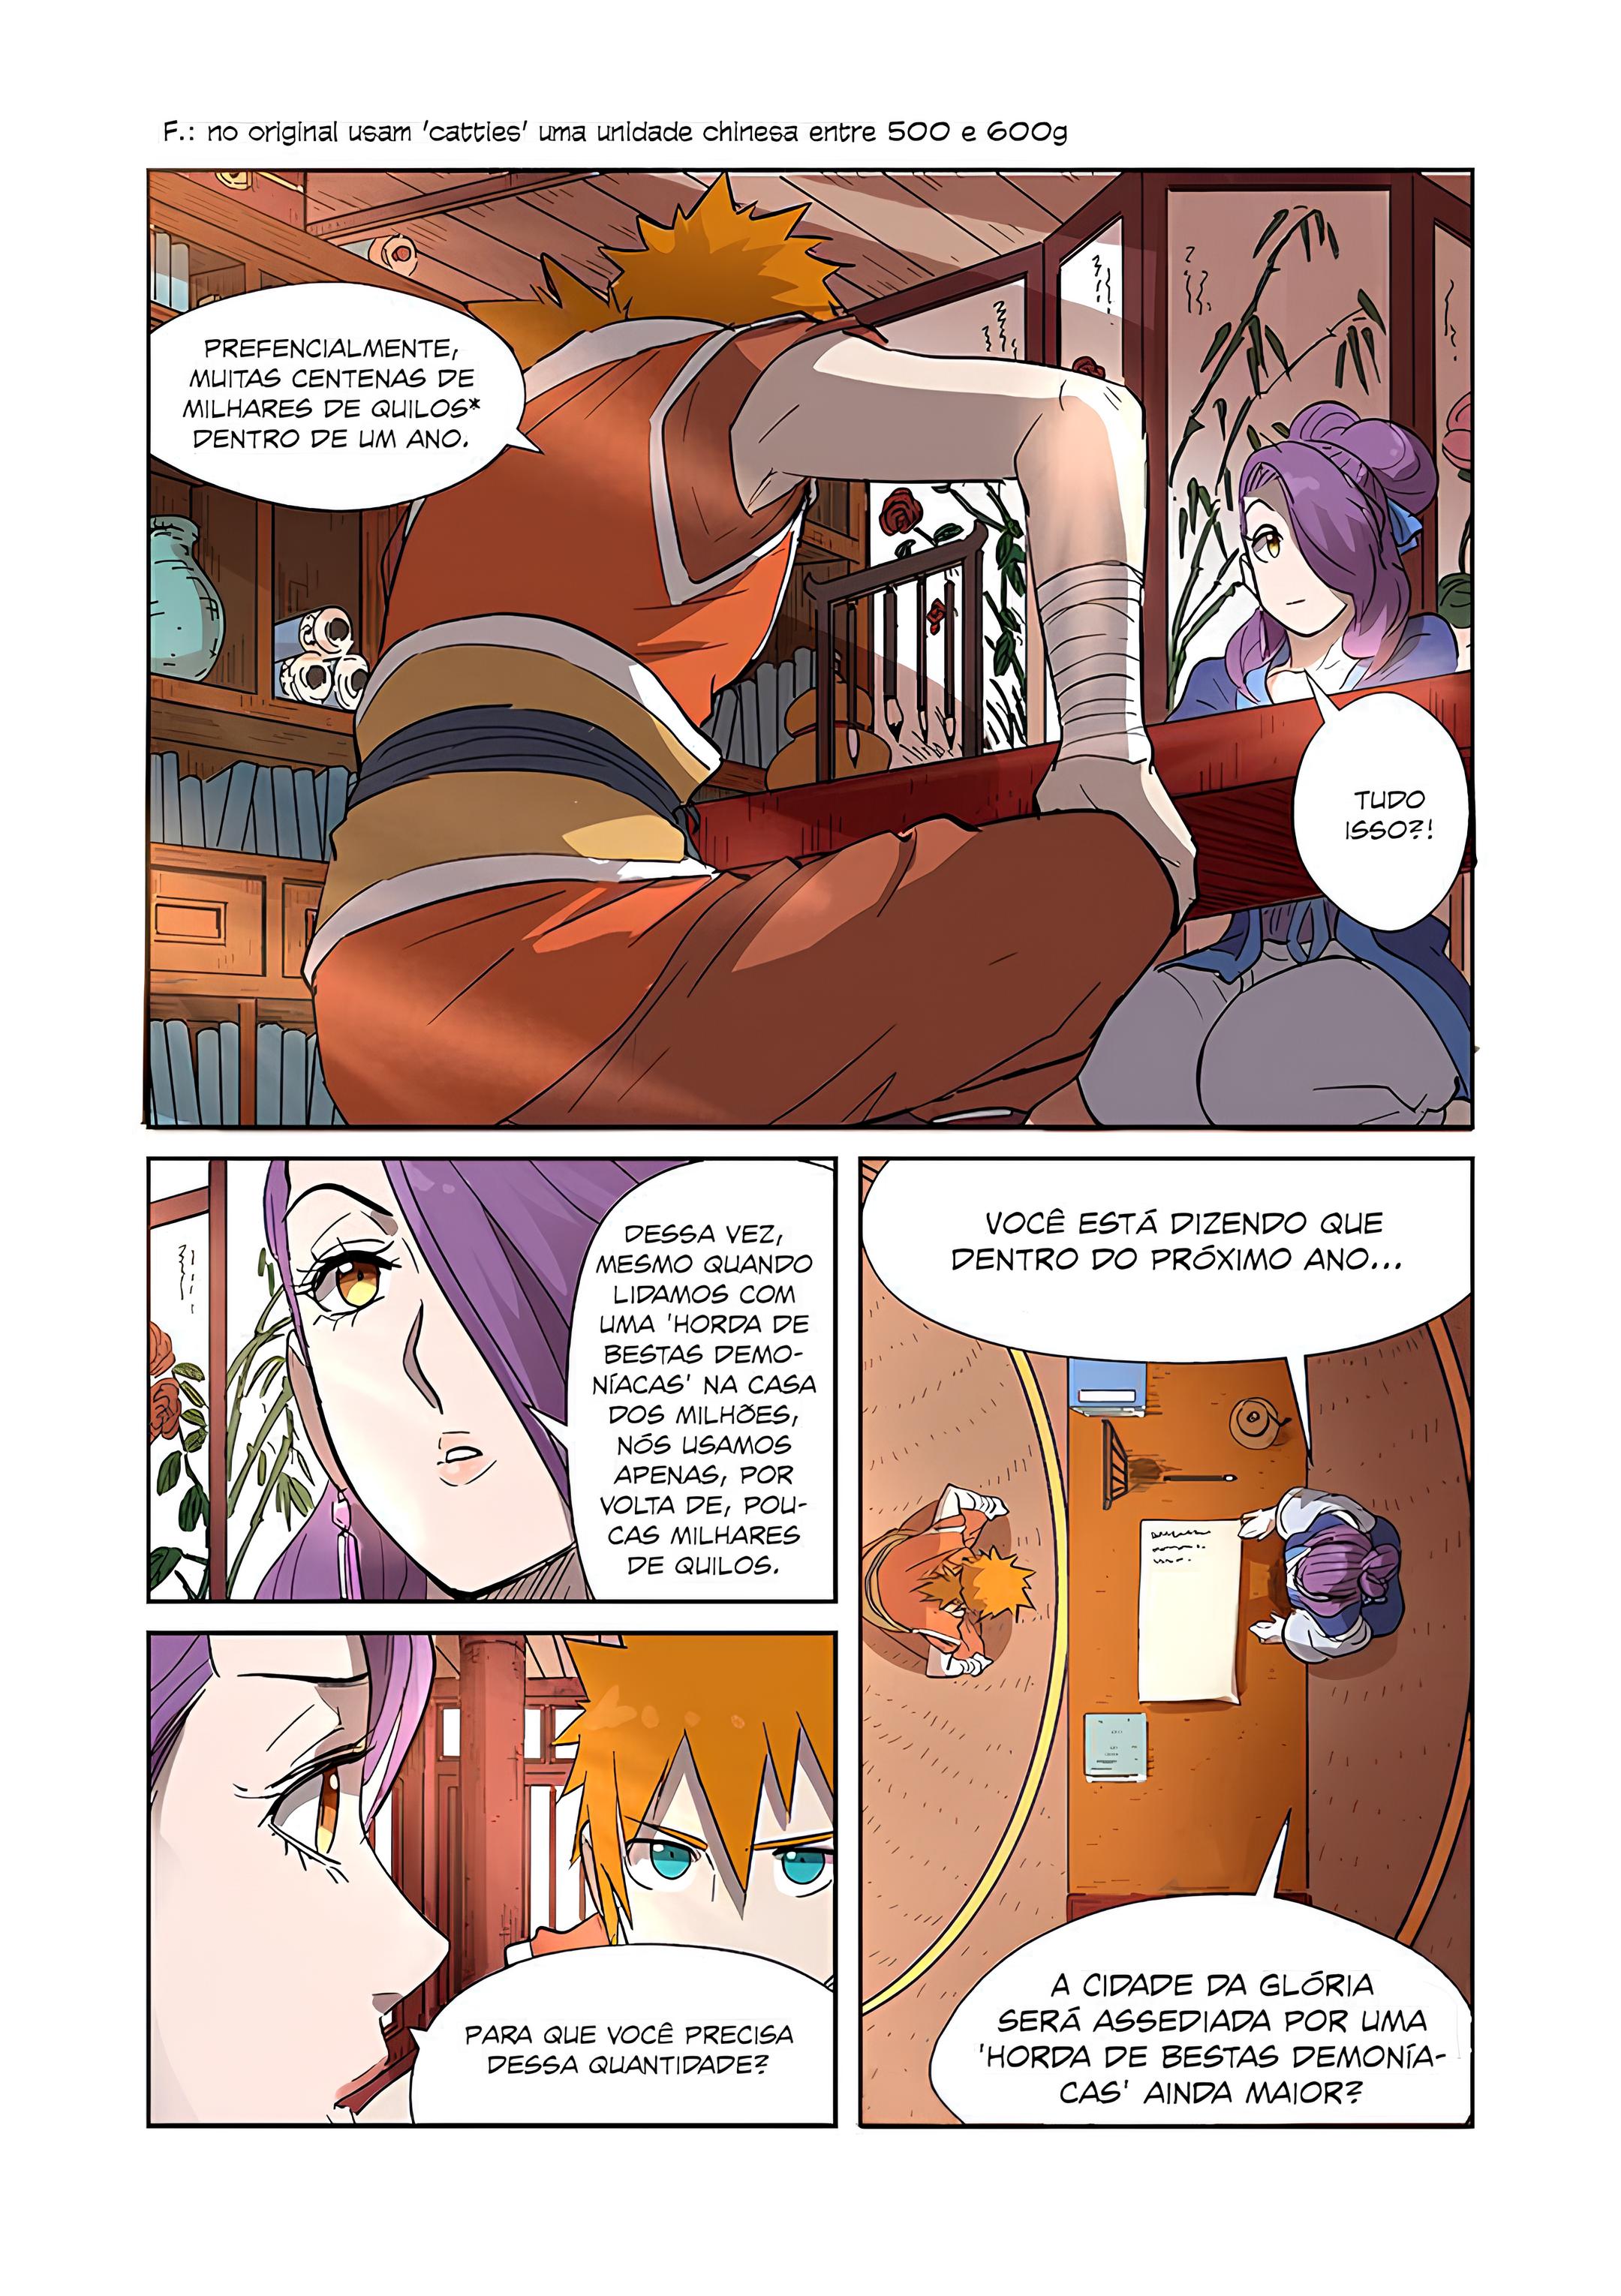 F.: no original usam 'catties' uma unidade chinesa entre 500 e 600g
PREFENCIALMENTE,
MUITAS CENTENAS DE
MILHARES DE QUILOS*
DENTRO DE UM ANO.
TUDO
ISSO?!
DESSA VEZ,
MESMO QUANDO
LIDAMOS COM
UMA 'HORDA DE
BESTAS DEMO-
NÍACAS' NA CASA
DOS MILHÕES,
NÓS USAMOS
APENAS, POR
VOLTA DE, POU-
CAS MILHARES
DE QUILOS.
PARA QUE VOCÊ PRECISA
DESSA QUANTIDADE?
VOCÊ ESTÁ DIZENDO QUE
DENTRO DO PRÓXIMO ANO...
A CIDADE DA GLÓRIA
SERÁ ASSEDIADA POR UMA
'HORDA DE BESTAS DEMONÍA-
CAS' AINDA MAIOR?